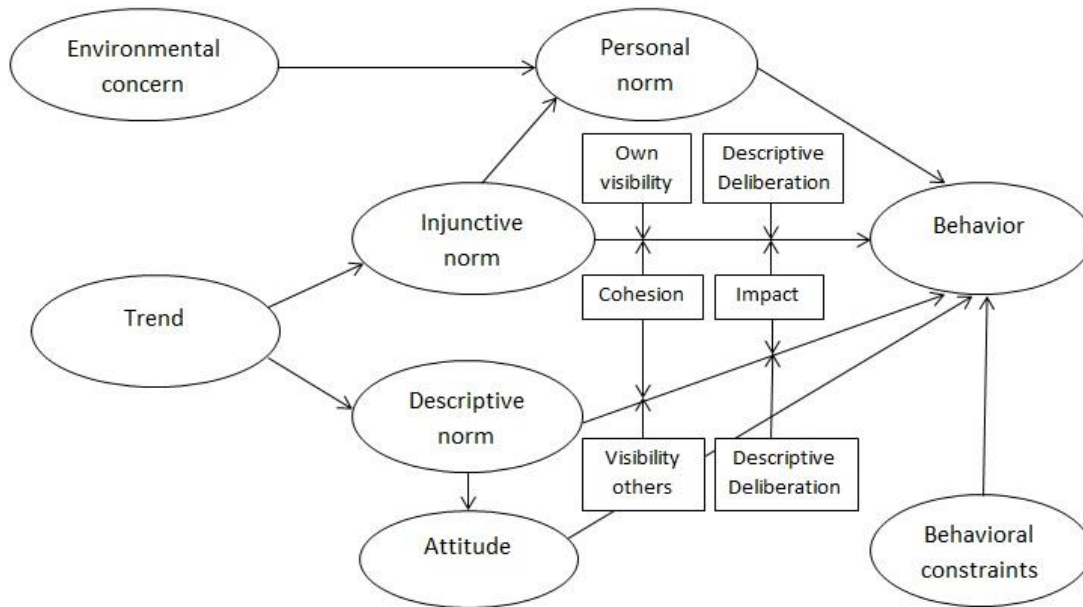 Environmental
concern
Personal
norm
Own
visibility
Descriptive
Deliberation
Injunctive
norm
Behavior
Cohesion
Impact
Trend
Descriptive
norm
Visibility
others
Descriptive
Deliberation
Attitude
Behavioral
constraints